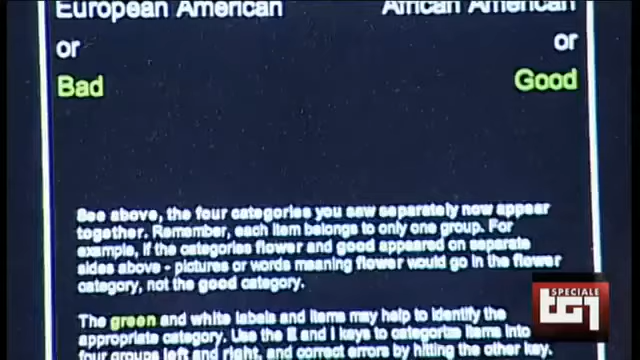 European American African American
or or
Bad Good
See above, the four categories you saw separately now appear
together. Remember, each item belongs to only one group. For
example, if the categories flower and good appeared on separate
sides above - pictures or words meaning flower would go in the flower
category, not the good category.
The green and white labels and items may help to identify the
appropriate category. Use the E and I keys to categorize items into
four groups left and right, and correct errors by hitting the other key.
SPECIALE
tg1